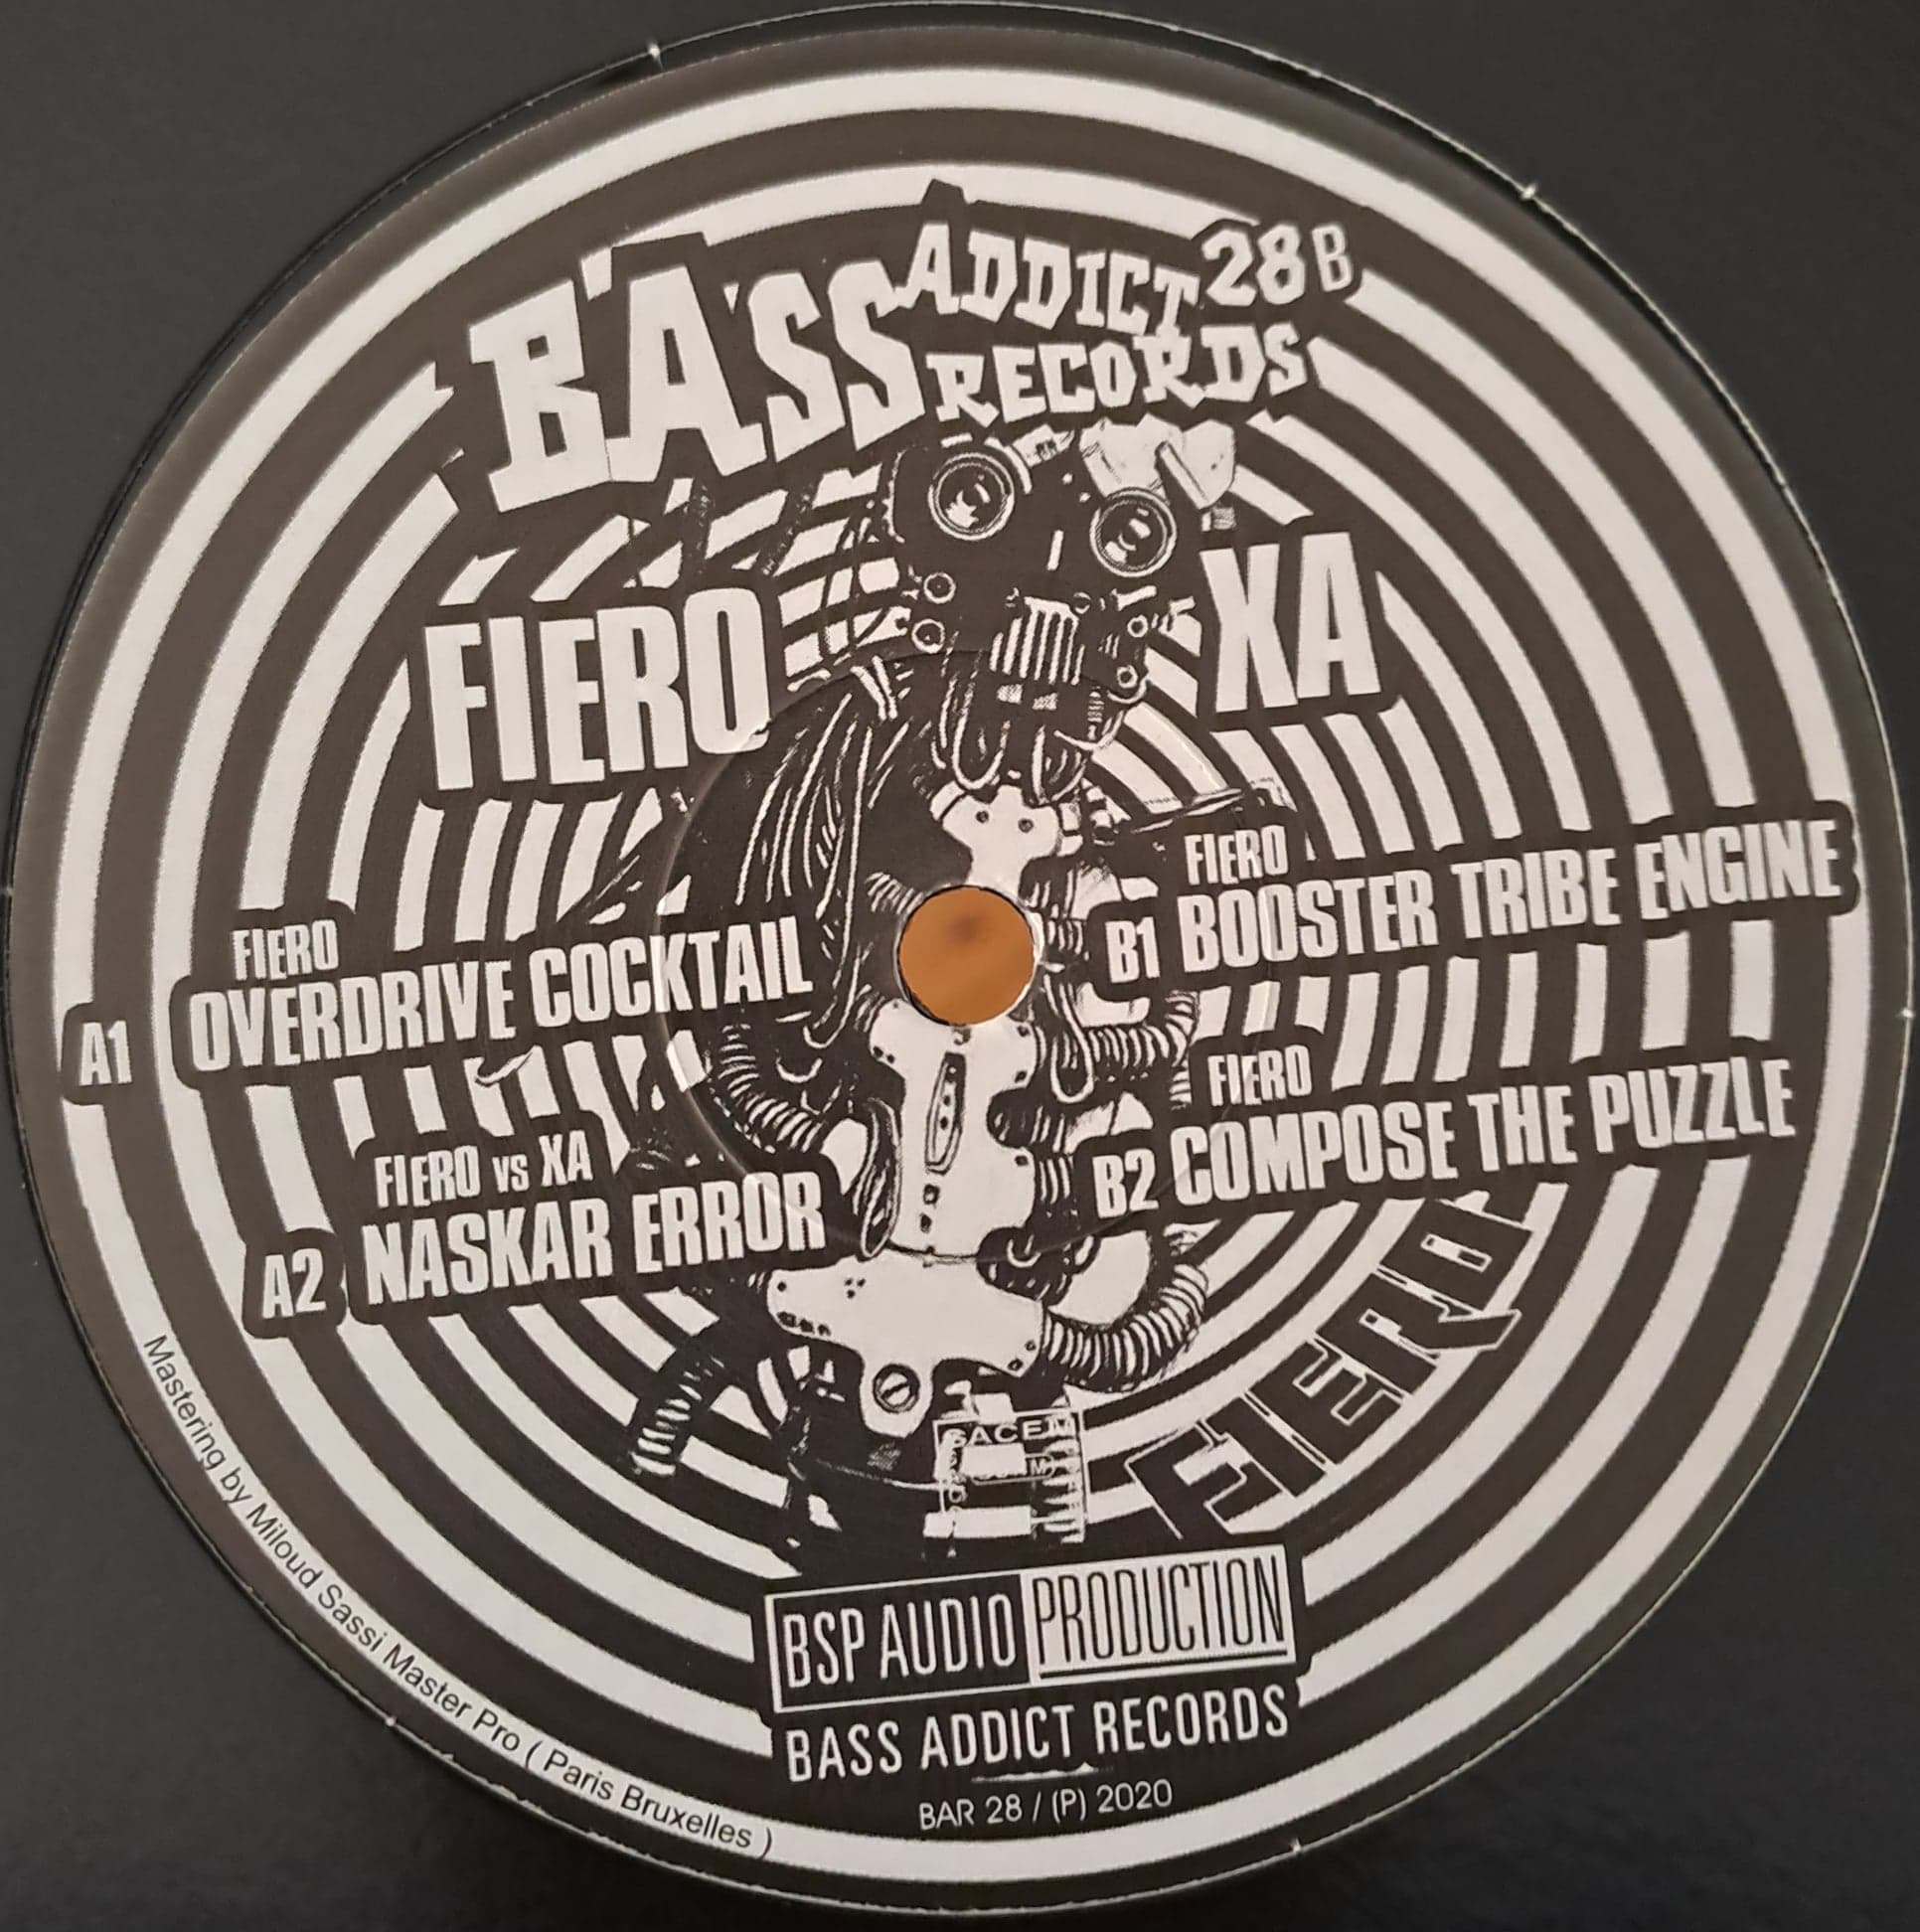 BASS ADDICT 28 B
RECORDS
FIERO
XA
FIERO
A1 OVERDRIVE COCKTAIL
FIERO vs XA
A2 NASKAR ERROR
FIERO
B1 BOOSTER TRIBE ENGINE
FIERO
B2 COMPOSE THE PUZZLE
FIERO
SACEM
BSP AUDIO PRODUCTION
BASS ADDICT RECORDS
BAR 28 / (P) 2020
Mastering by Miloud Sassi Master Pro ( Paris Bruxelles )